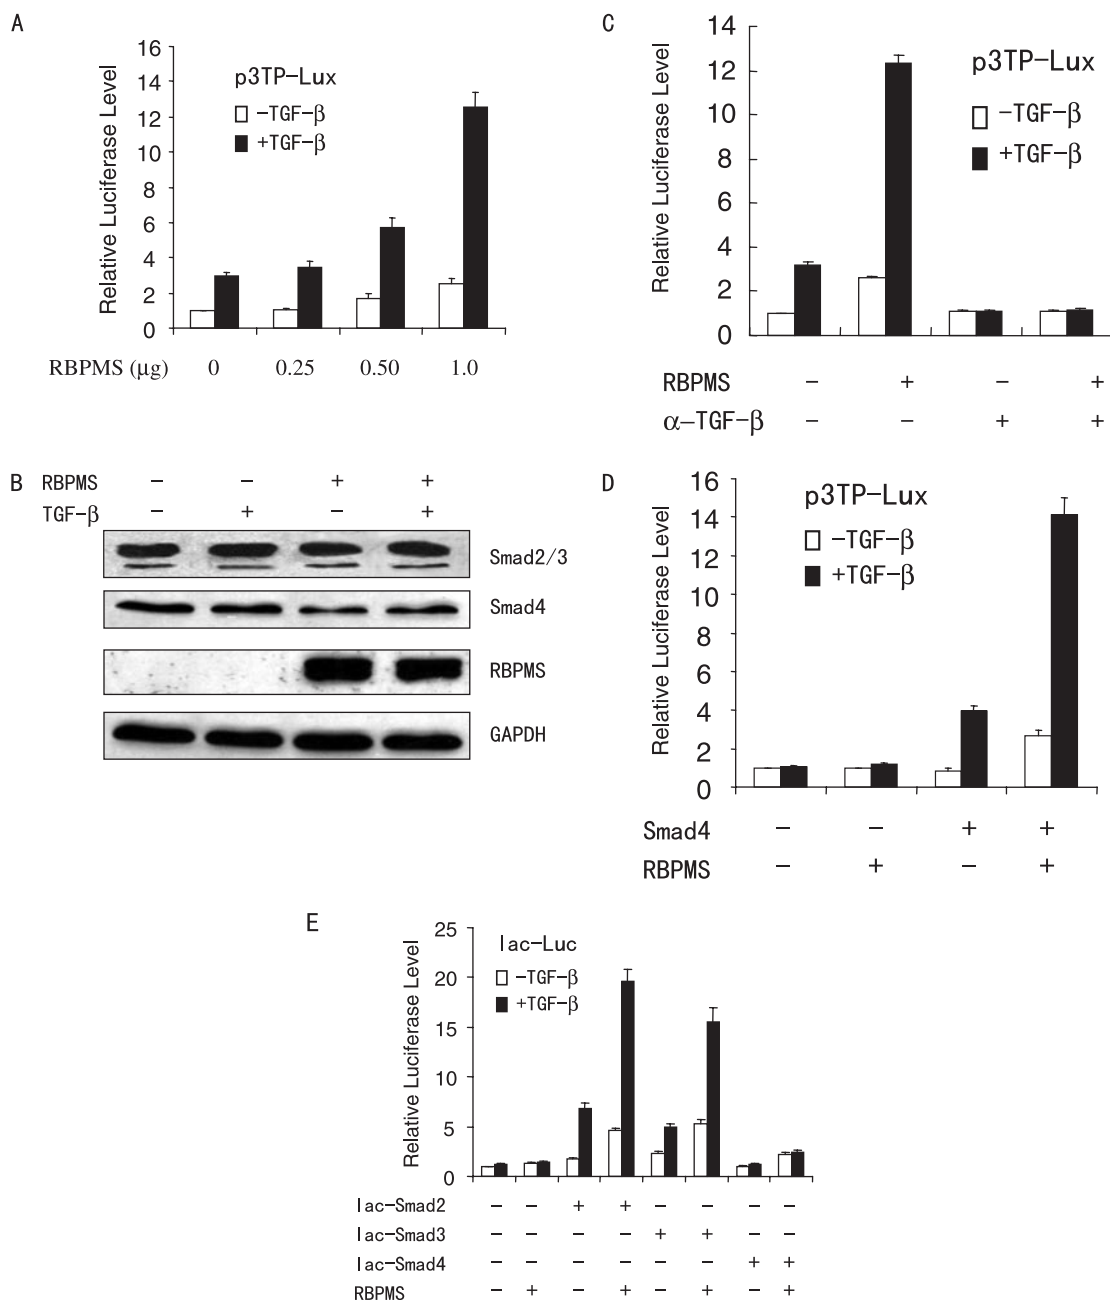 A
16
14
12
10
8
6
4
2
0
Relative Luciferase Level
p3TP-Lux
-TGF-β
+TGF-β
RBPMS (μg) 0 0.25 0.50 1.0
C
14
12
10
8
6
4
2
0
Relative Luciferase Level
p3TP-Lux
-TGF-β
+TGF-β
RBPMS - + - +
α-TGF-β - - + +
B
RBPMS - - + +
TGF-β - + - +
Smad2/3
Smad4
RBPMS
GAPDH
D
16
14
12
10
8
6
4
2
0
Relative Luciferase Level
p3TP-Lux
-TGF-β
+TGF-β
Smad4 - - + +
RBPMS - + - +
E
25
20
15
10
5
0
Relative Luciferase Level
lac-Luc
-TGF-β
+TGF-β
lac-Smad2 - - + + - - - -
lac-Smad3 - - - - + + - -
lac-Smad4 - - - - - - + +
RBPMS - + - + - + - +